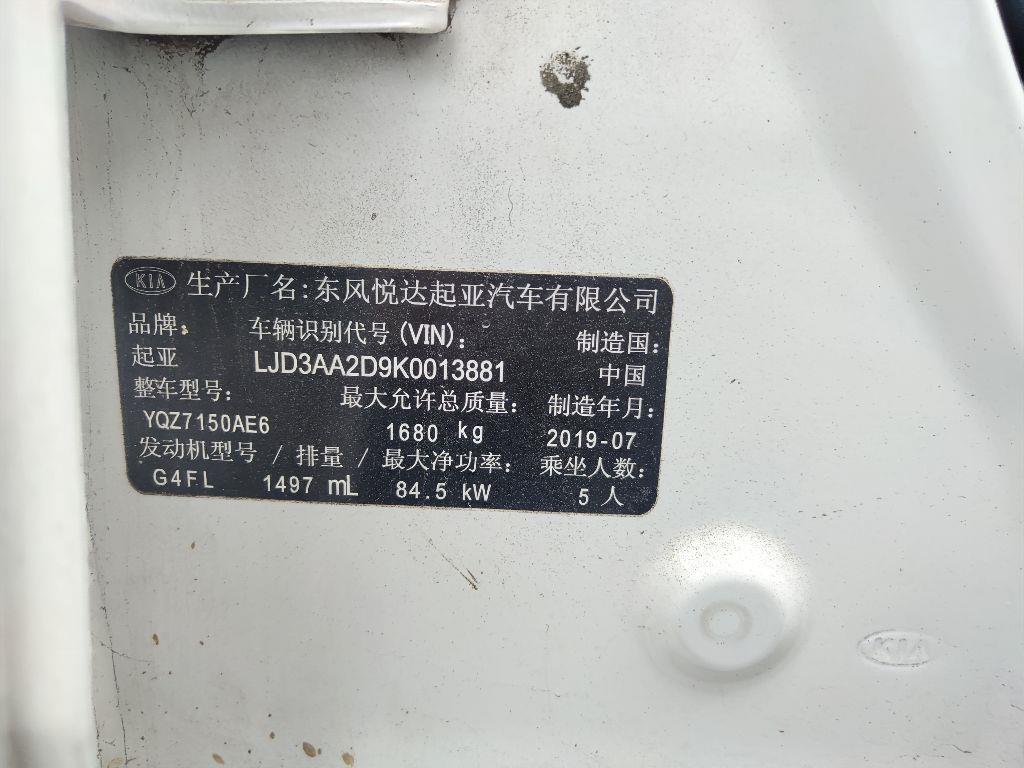 KIA 生产厂名:东风悦达起亚汽车有限公司
品牌: 车辆识别代号(VIN): 制造国:
起亚 LJD3AA2D9K0013881 中国
整车型号: 最大允许总质量: 制造年月:
YQZ7150AE6 1680 kg 2019-07
发动机型号 / 排量 / 最大净功率: 乘坐人数:
G4FL 1497 mL 84.5 kW 5 人
KIA